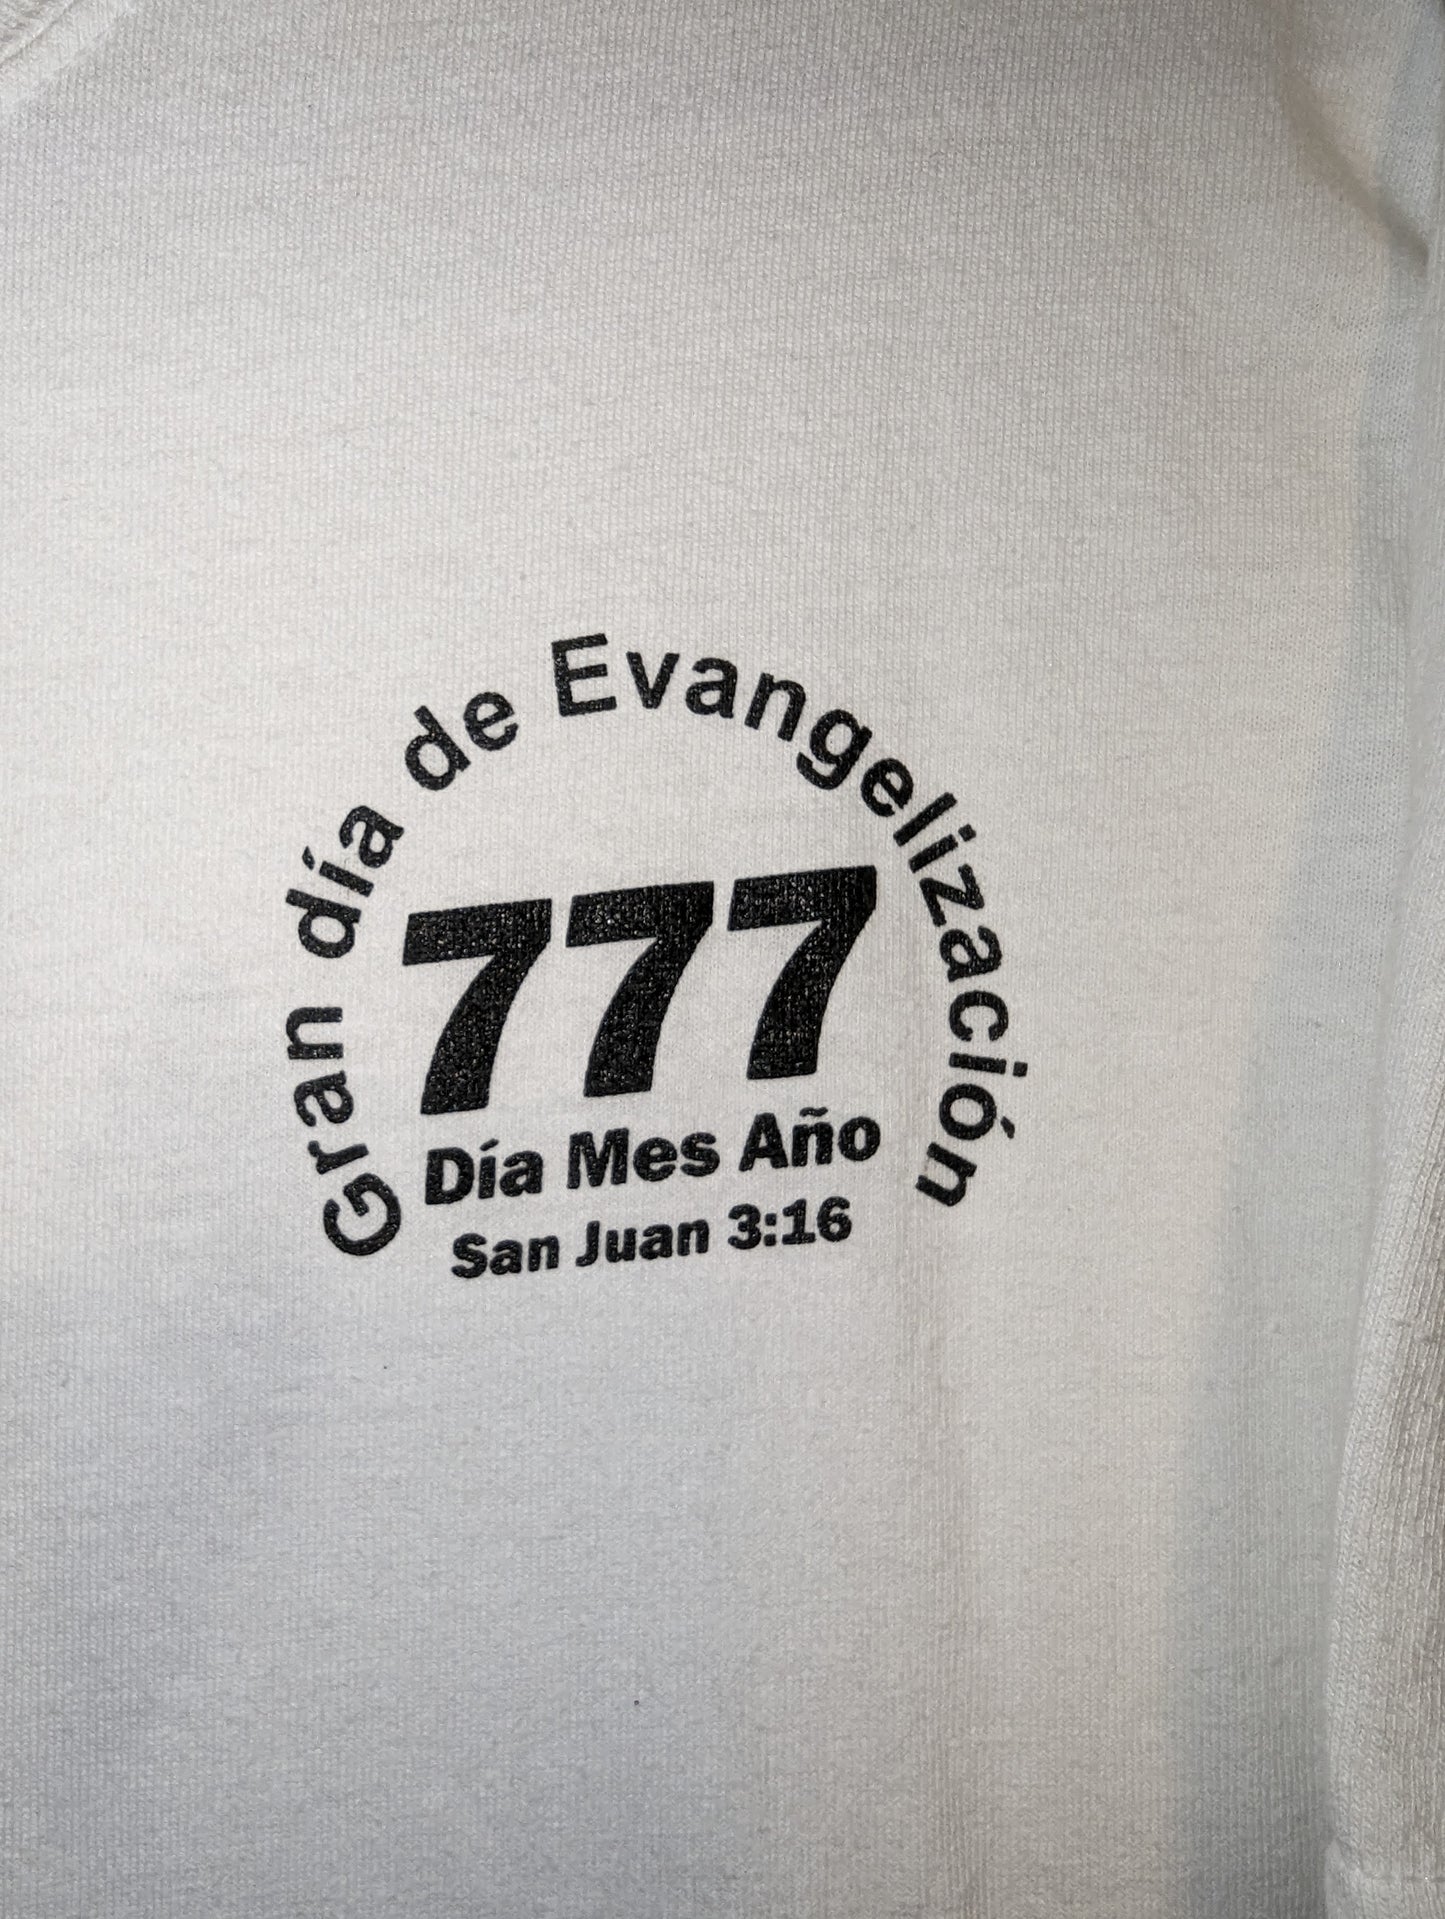 Gran día de Evangelización
777
Día Mes Año
San Juan 3:16